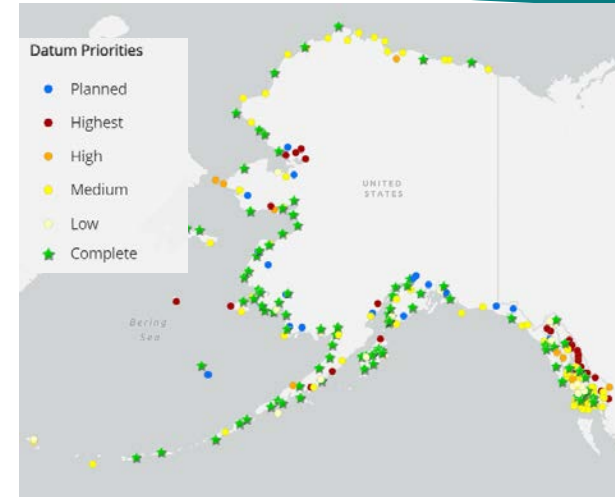 Datum Priorities
Planned
Highest
High
Medium
Low
Complete
UNITED
STATES
Bering
Sea